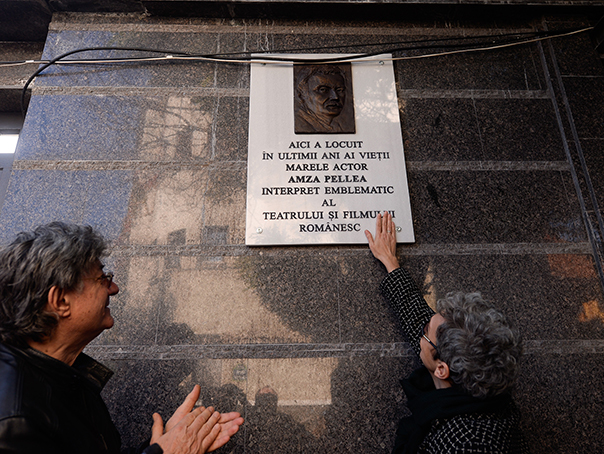 AICI A LOCUIT
ÎN ULTIMII ANI AI VIEȚII
MARELE ACTOR
AMZA PELLEA
INTERPRET EMBLEMATIC
AL
TEATRULUI ȘI FILMULUI
ROMÂNESC